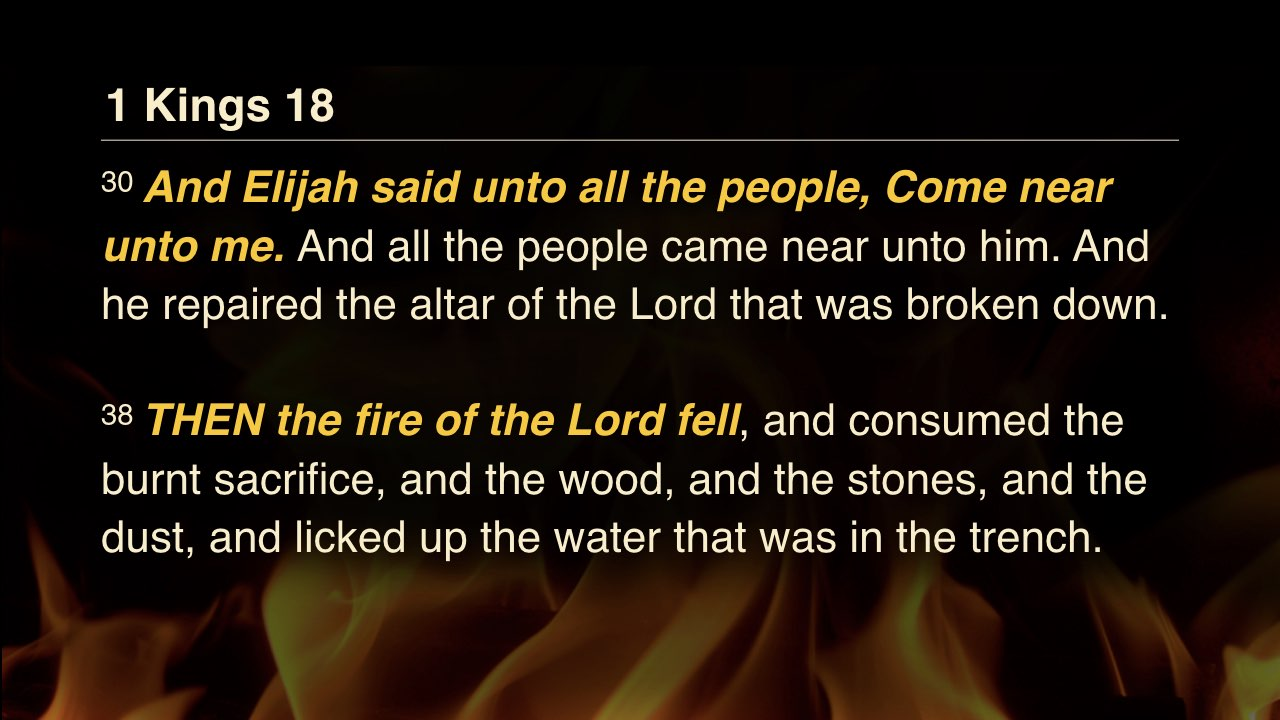 1 Kings 18
30 And Elijah said unto all the people, Come near
unto me. And all the people came near unto him. And
he repaired the altar of the Lord that was broken down.
38 THEN the fire of the Lord fell, and consumed the
burnt sacrifice, and the wood, and the stones, and the
dust, and licked up the water that was in the trench.